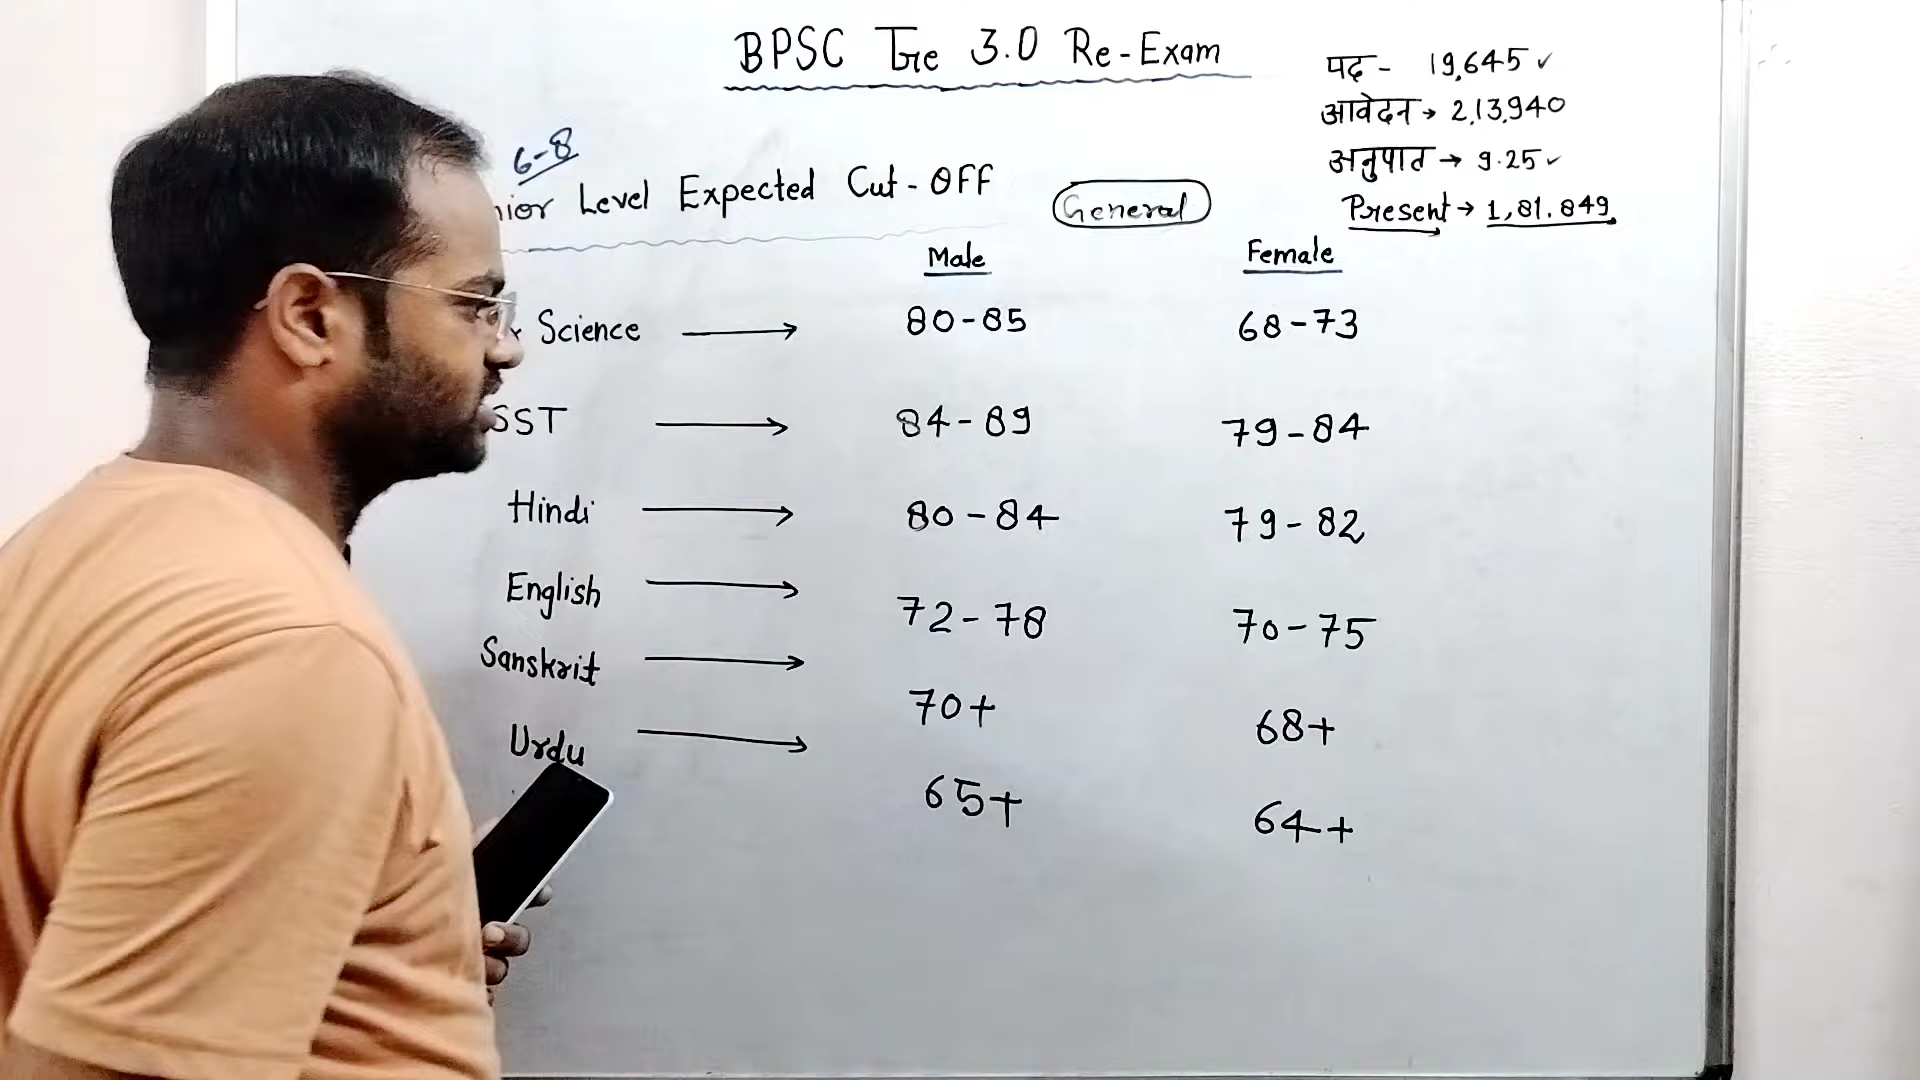 BPSC Tre 3.0 Re-Exam
पद - 19,645 ✓
आवेदन → 2,13,940
अनुपात → 9.25 ✓
Present → 1,81,849
6-8
nior Level Expected Cut-OFF
General
Male Female
Science → 80-85 68-73
SST → 84-89 79-84
Hindi → 80-84 79-82
English → 72-78 70-75
Sanskrit → 70+ 68+
Urdu → 65+ 64+